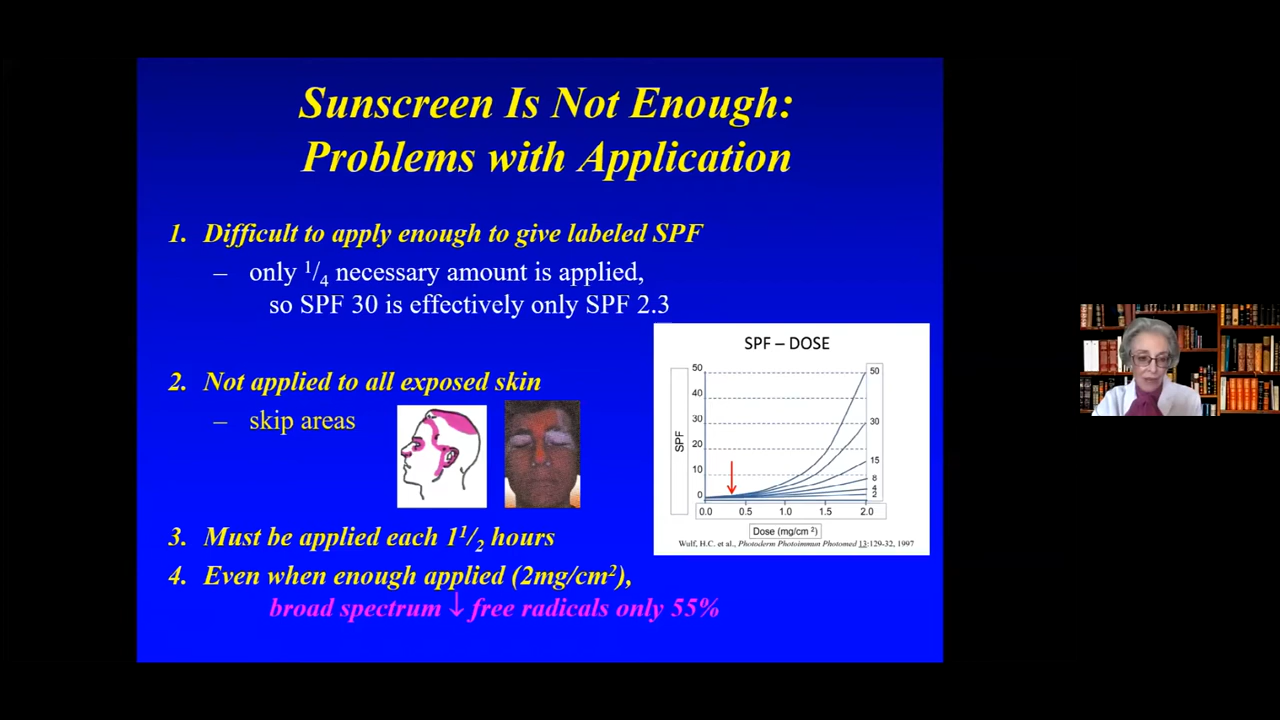 Sunscreen Is Not Enough:
Problems with Application
1. Difficult to apply enough to give labeled SPF
– only 1/4 necessary amount is applied,
so SPF 30 is effectively only SPF 2.3
2. Not applied to all exposed skin
– skip areas
SPF – DOSE
50
40
30
20
10
0
SPF
50
30
15
8
4
2
0.0 0.5 1.0 1.5 2.0
Dose (mg/cm ²)
Wulf, H.C. et al., Photoderm Photoimmun Photomed 13:129-32, 1997
3. Must be applied each 1 1/2 hours
4. Even when enough applied (2mg/cm²),
broad spectrum ↓ free radicals only 55%